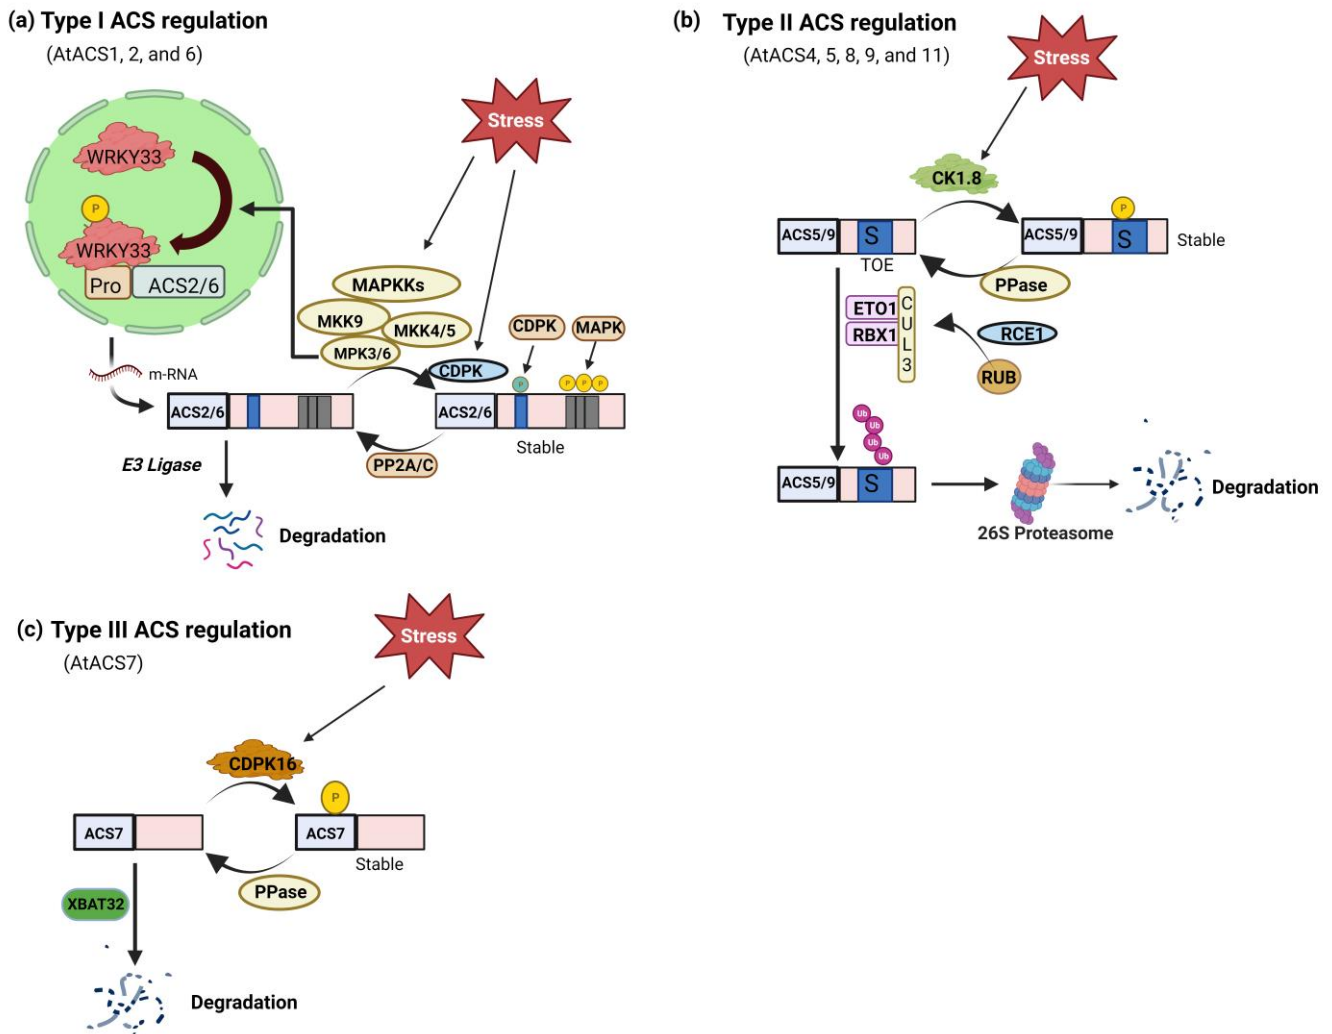 (a) Type I ACS regulation
(AtACS1, 2, and 6)
Stress
WRKY33
P
WRKY33
Pro
ACS2/6
MAPKKs
MKK9
MKK4/5
MPK3/6
CDPK
CDPK
MAPK
m-RNA
P
P
P
P
ACS2/6
ACS2/6
Stable
PP2A/C
E3 Ligase
Degradation
(b) Type II ACS regulation
(AtACS4, 5, 8, 9, and 11)
Stress
CK1.8
P
ACS5/9
S
ACS5/9
S
Stable
TOE
PPase
ETO1
RBX1
CUL3
RCE1
RUB
Ub
Ub
Ub
Ub
ACS5/9
S
26S Proteasome
Degradation
(c) Type III ACS regulation
(AtACS7)
Stress
CDPK16
P
ACS7
ACS7
Stable
PPase
XBAT32
Degradation